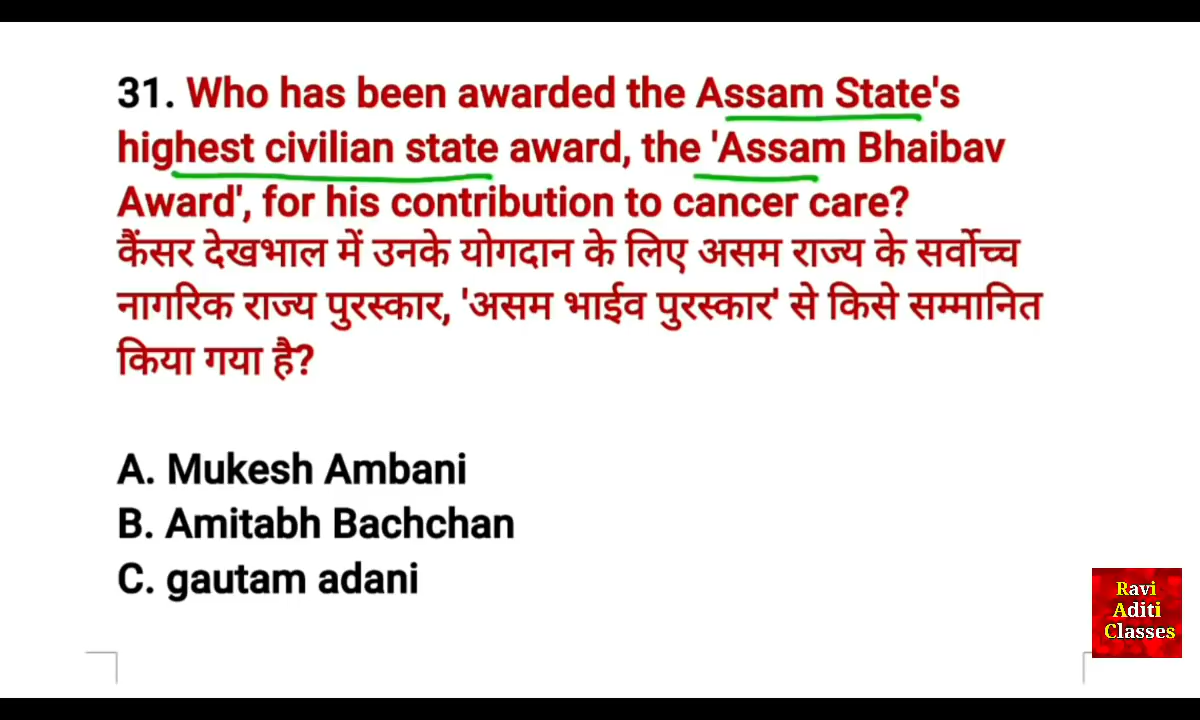 31. Who has been awarded the Assam State's
highest civilian state award, the 'Assam Bhaibav
Award', for his contribution to cancer care?
कैंसर देखभाल में उनके योगदान के लिए असम राज्य के सर्वोच्च
नागरिक राज्य पुरस्कार, 'असम भाईव पुरस्कार' से किसे सम्मानित
किया गया है?
A. Mukesh Ambani
B. Amitabh Bachchan
C. gautam adani
Ravi
Aditi
Classes